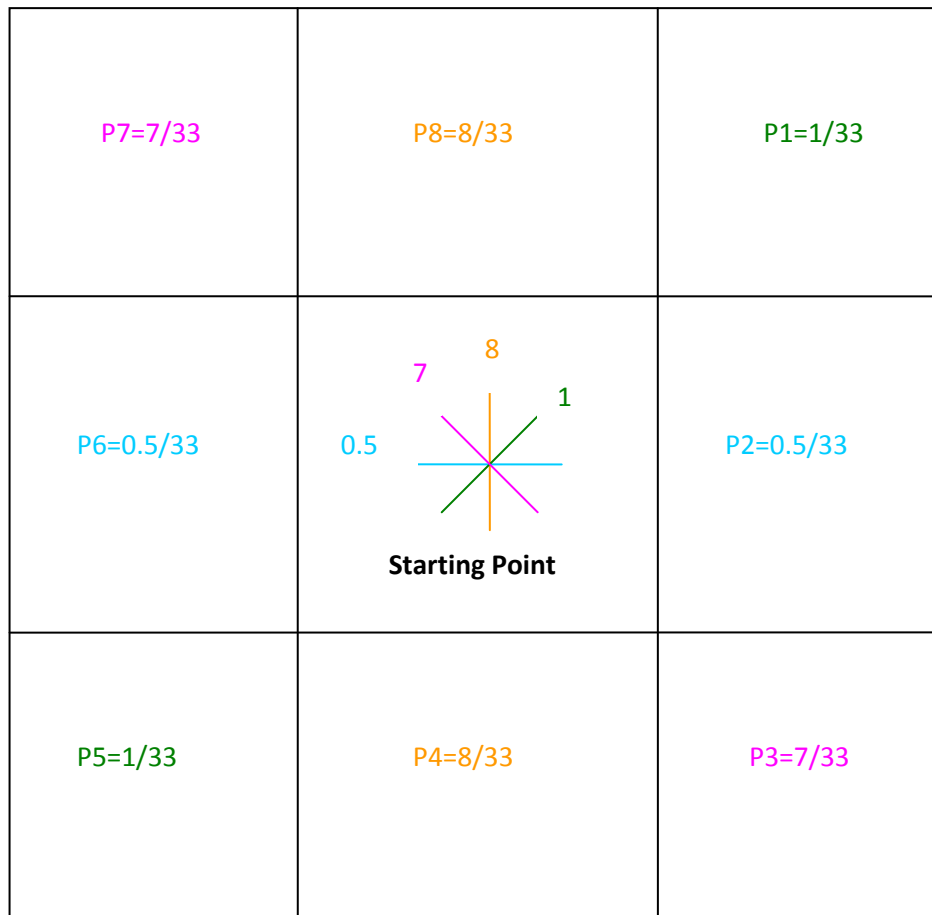 P7=7/33
P8=8/33
P1=1/33
8
7
1
P6=0.5/33
0.5
P2=0.5/33
Starting Point
P5=1/33
P4=8/33
P3=7/33